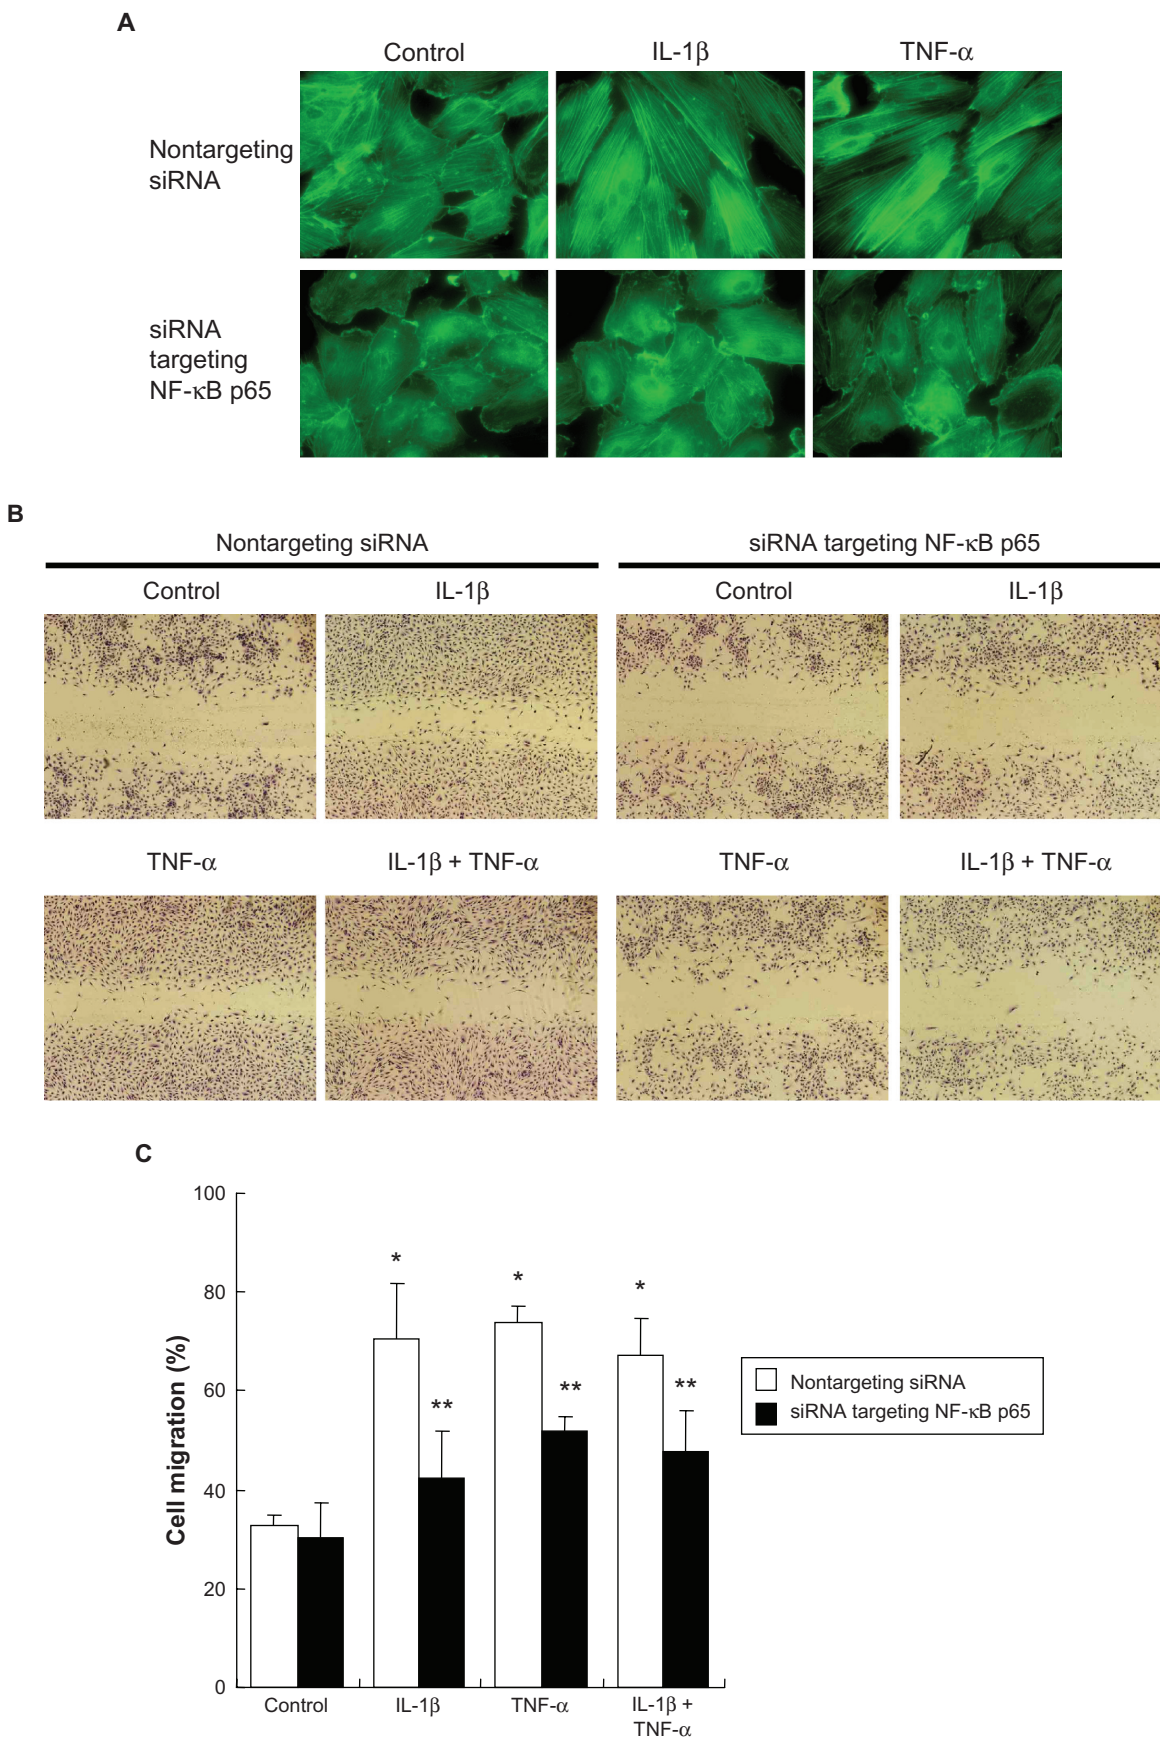 A
Control
IL-1β
TNF-α
Nontargeting
siRNA
siRNA
targeting
NF-κB p65
B
Nontargeting siRNA
siRNA targeting NF-κB p65
Control
IL-1β
Control
IL-1β
TNF-α
IL-1β + TNF-α
TNF-α
IL-1β + TNF-α
C
Cell migration (%)
100
80
60
40
20
0
*
**
*
**
*
**
Control
IL-1β
TNF-α
IL-1β +
TNF-α
Nontargeting siRNA
siRNA targeting NF-κB p65